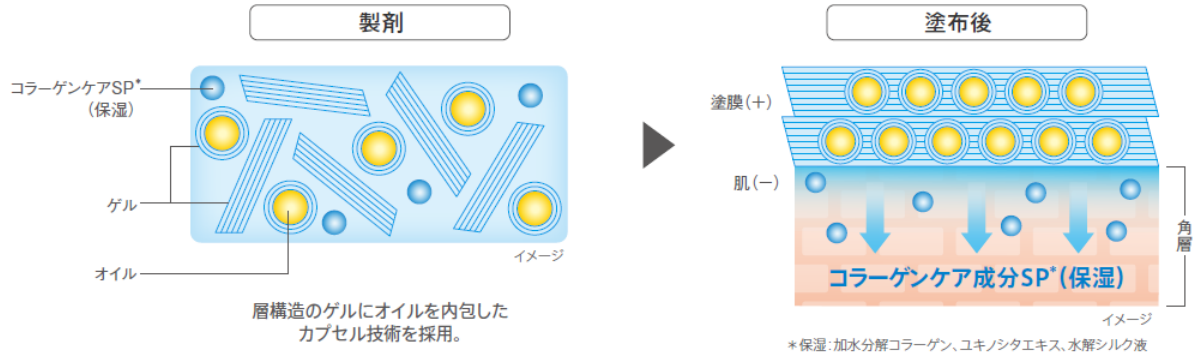 製剤
コラーゲンケアSP*
(保湿)
ゲル
オイル
イメージ
層構造のゲルにオイルを内包した
カプセル技術を採用。
塗布後
塗膜(+)
肌(−)
角層
コラーゲンケア成分SP*(保湿)
イメージ
*保湿:加水分解コラーゲン、ユキノシタエキス、水解シルク液